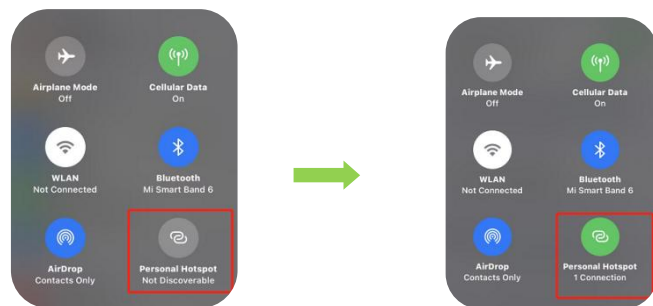 Airplane Mode
Off
Cellular Data
On
WLAN
Not Connected
Bluetooth
Mi Smart Band 6
AirDrop
Contacts Only
Personal Hotspot
Not Discoverable
Airplane Mode
Off
Cellular Data
On
WLAN
Not Connected
Bluetooth
Mi Smart Band 6
AirDrop
Contacts Only
Personal Hotspot
1 Connection